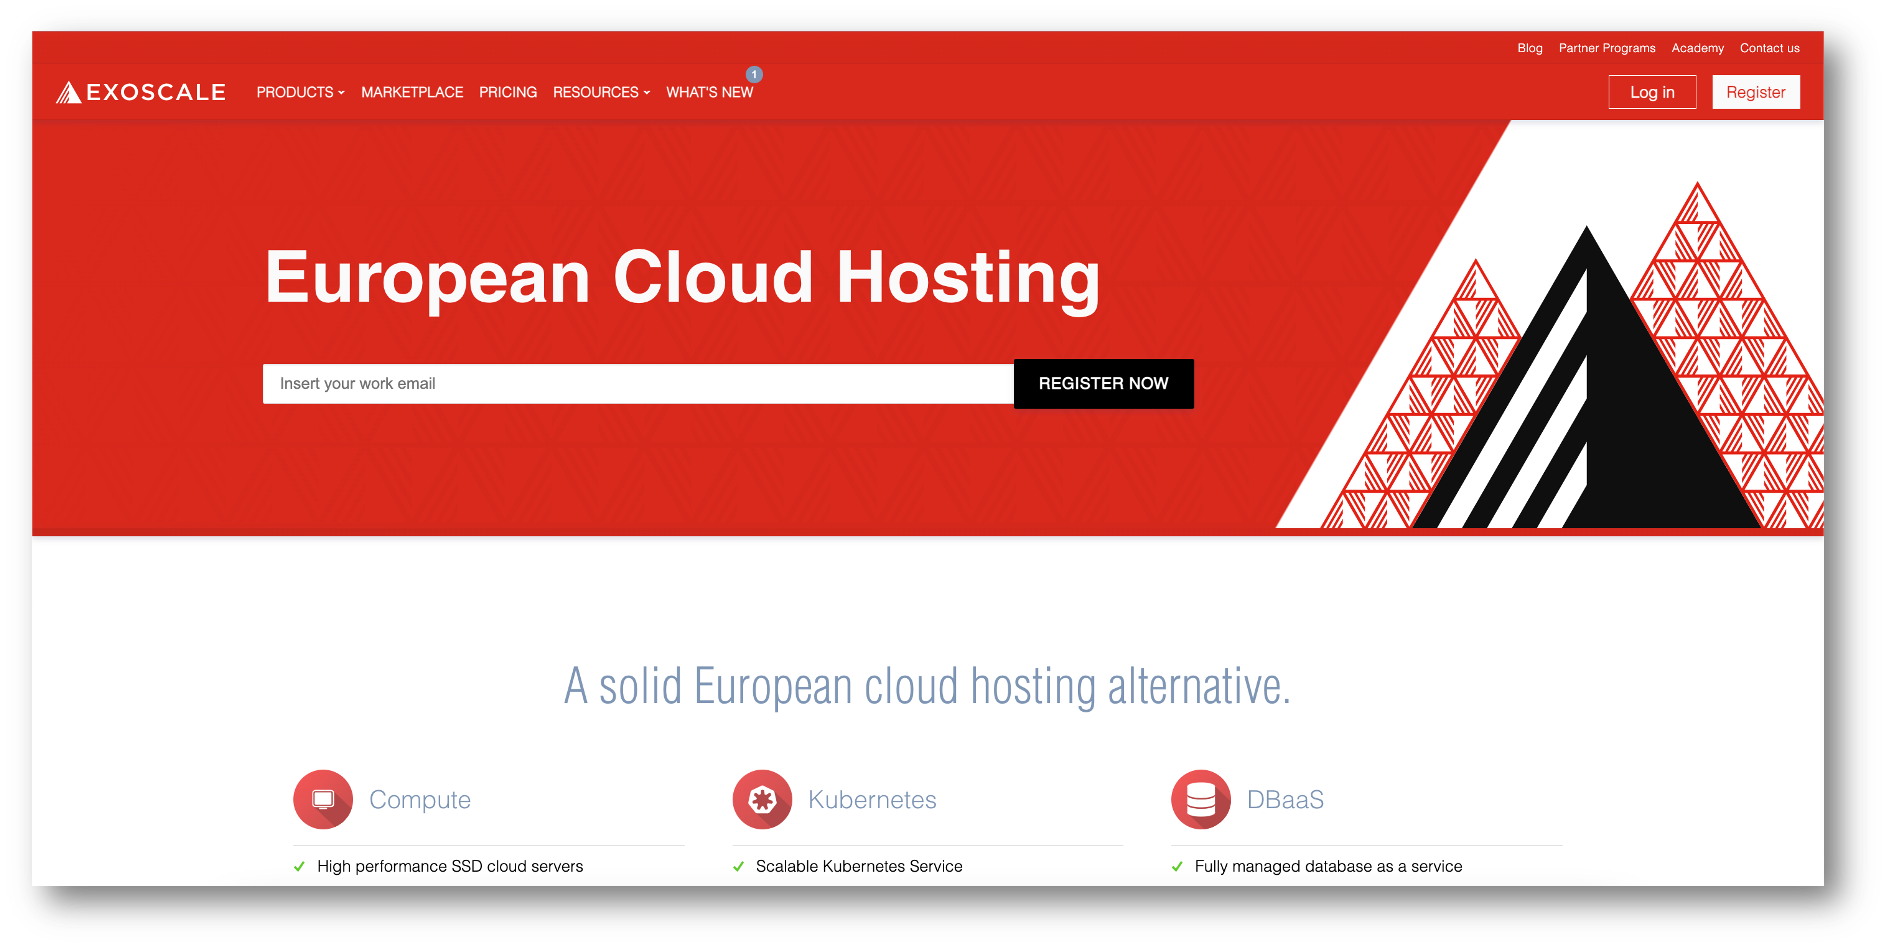 Blog Partner Programs Academy Contact us
EXOSCALE PRODUCTS MARKETPLACE PRICING RESOURCES WHAT'S NEW 1 Log in Register
European Cloud Hosting
Insert your work email REGISTER NOW
A solid European cloud hosting alternative.
Compute Kubernetes DBaaS
High performance SSD cloud servers Scalable Kubernetes Service Fully managed database as a service